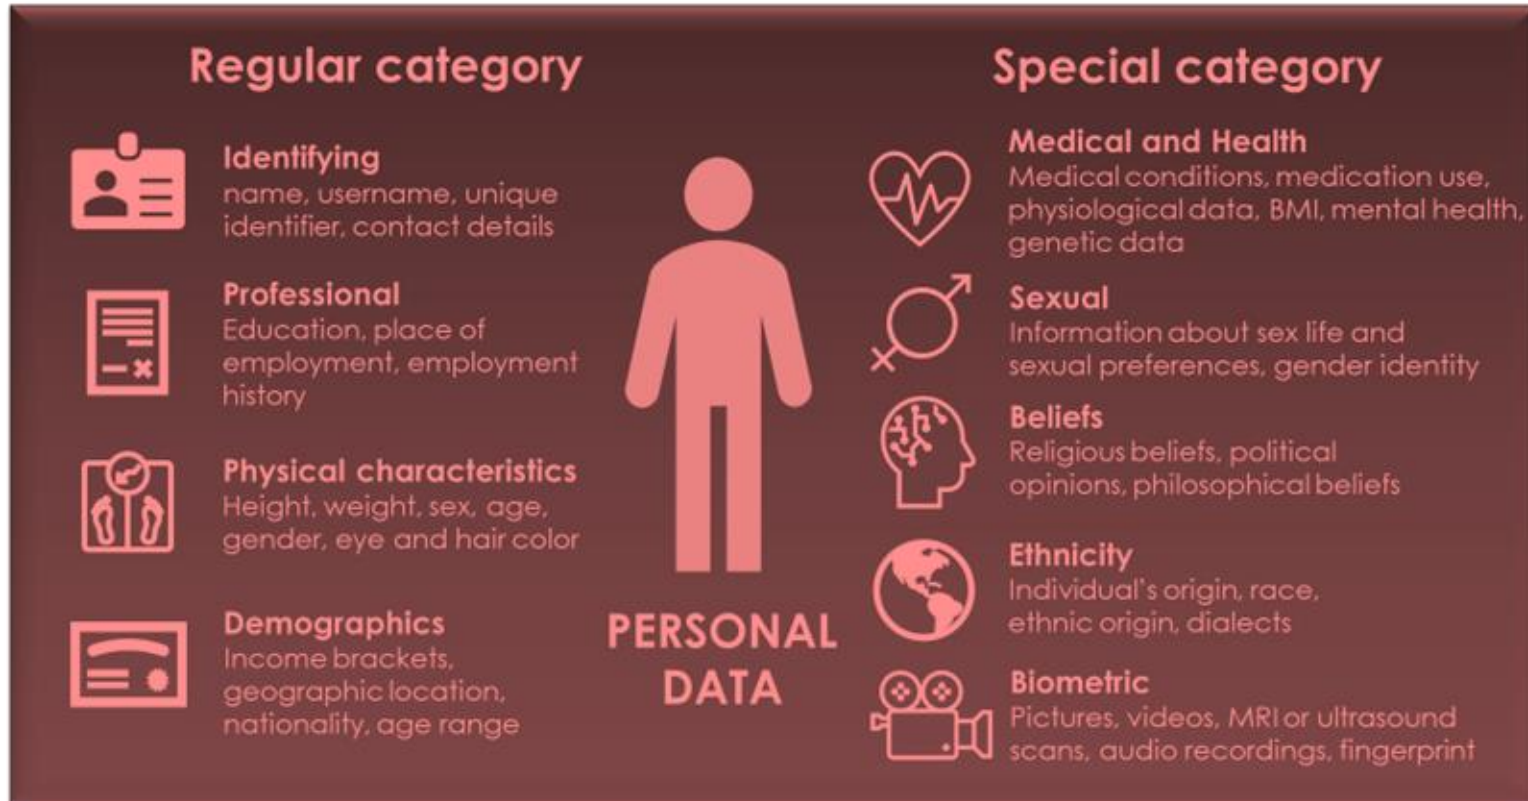 Regular category
Identifying
name, username, unique
identifier, contact details
Professional
Education, place of
employment, employment
history
Physical characteristics
Height, weight, sex, age,
gender, eye and hair color
Demographics
Income brackets,
geographic location,
nationality, age range
PERSONAL
DATA
Special category
Medical and Health
Medical conditions, medication use,
physiological data, BMI, mental health,
genetic data
Sexual
Information about sex life and
sexual preferences, gender identity
Beliefs
Religious beliefs, political
opinions, philosophical beliefs
Ethnicity
Individual's origin, race,
ethnic origin, dialects
Biometric
Pictures, videos, MRI or ultrasound
scans, audio recordings, fingerprint